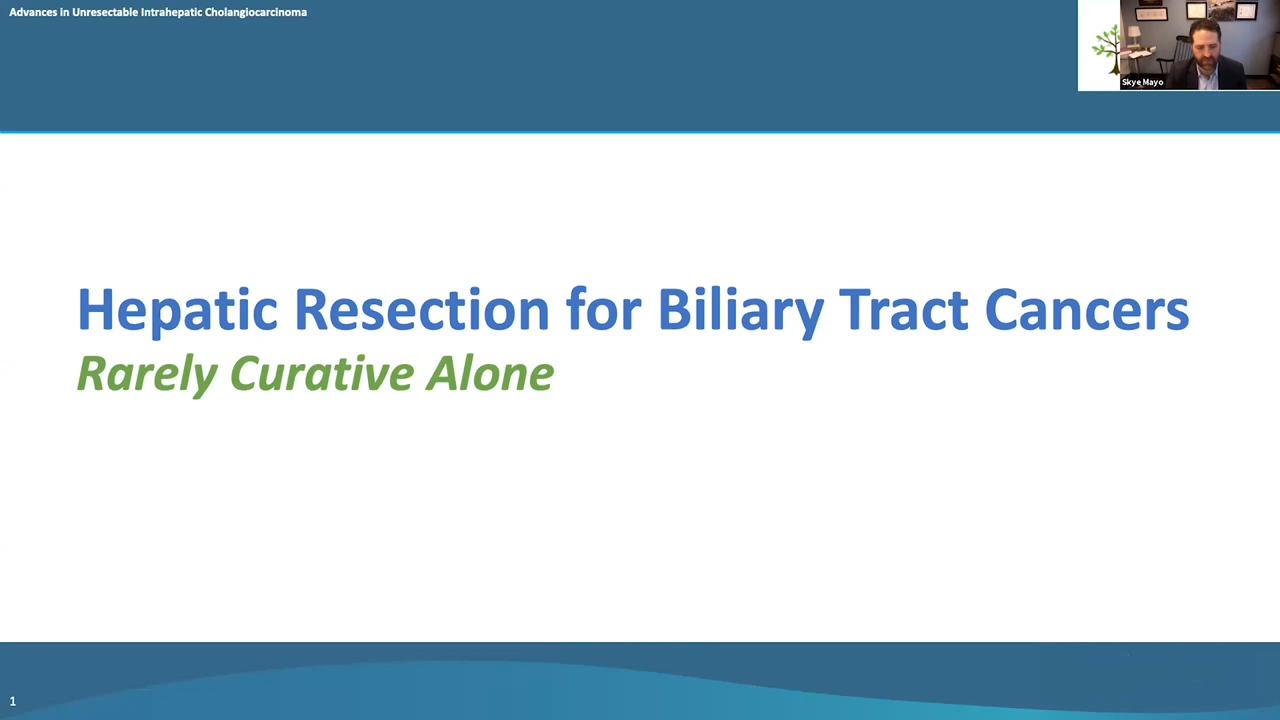 Advances in Unresectable Intrahepatic Cholangiocarcinoma
Skye Mayo
Hepatic Resection for Biliary Tract Cancers
Rarely Curative Alone
1